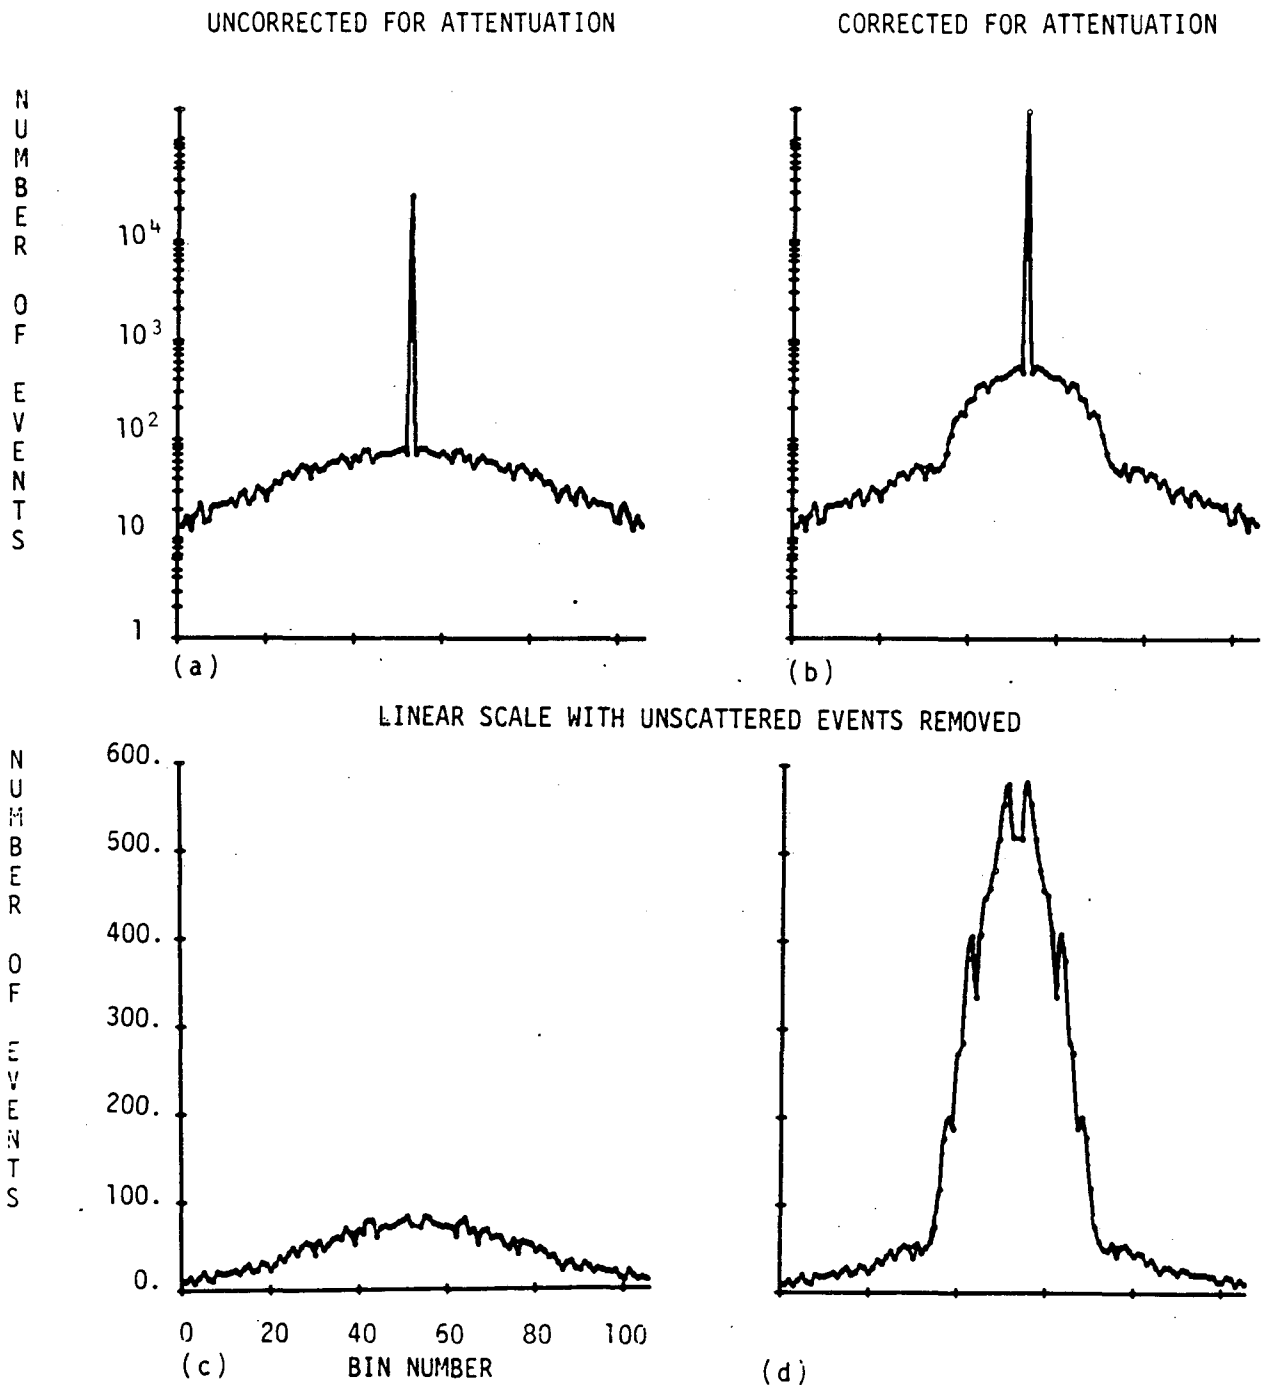 UNCORRECTED FOR ATTENTUATION
CORRECTED FOR ATTENTUATION
NUMBER OF EVENTS
10⁴
10³
10²
10
1
(a)
(b)
LINEAR SCALE WITH UNSCATTERED EVENTS REMOVED
NUMBER OF EVENTS
600.
500.
400.
300.
200.
100.
0.
0 20 40 60 80 100
(c) BIN NUMBER
(d)